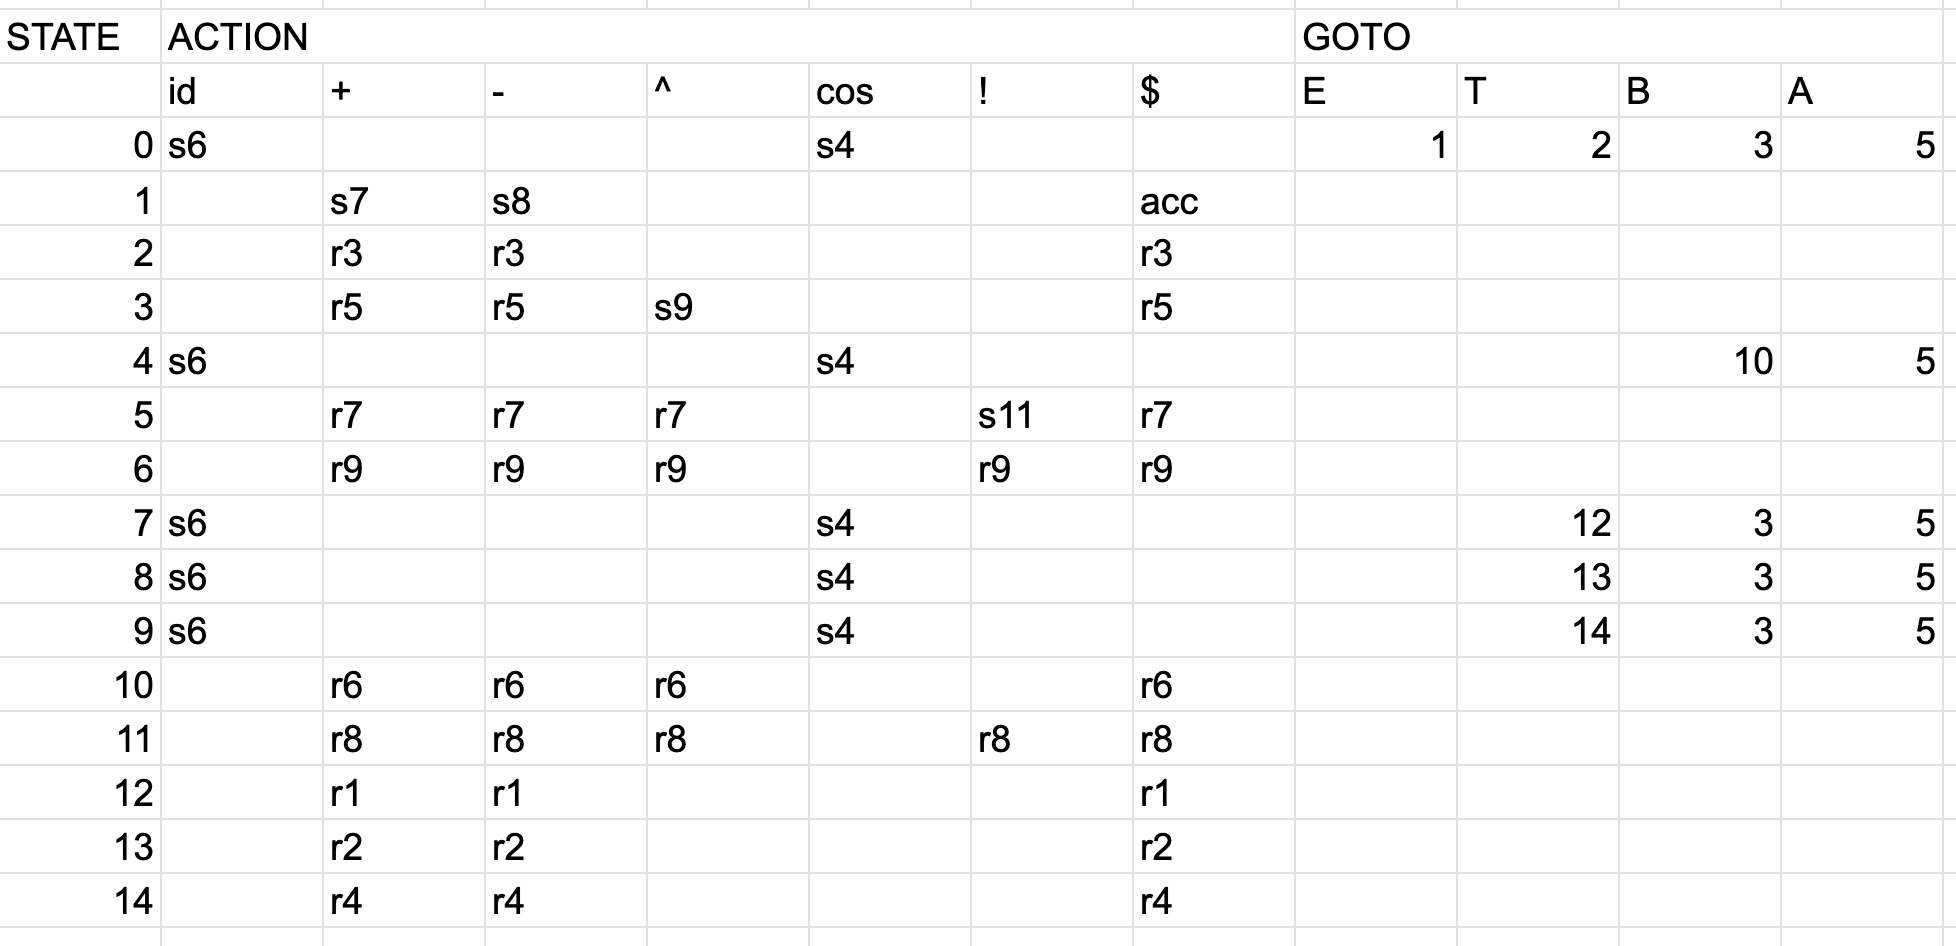 STATE ACTION GOTO
id + - ^ cos ! $ E T B A
0 s6 s4 1 2 3 5
1 s7 s8 acc
2 r3 r3 r3
3 r5 r5 s9 r5
4 s6 s4 10 5
5 r7 r7 r7 s11 r7
6 r9 r9 r9 r9 r9
7 s6 s4 12 3 5
8 s6 s4 13 3 5
9 s6 s4 14 3 5
10 r6 r6 r6 r6
11 r8 r8 r8 r8 r8
12 r1 r1 r1
13 r2 r2 r2
14 r4 r4 r4